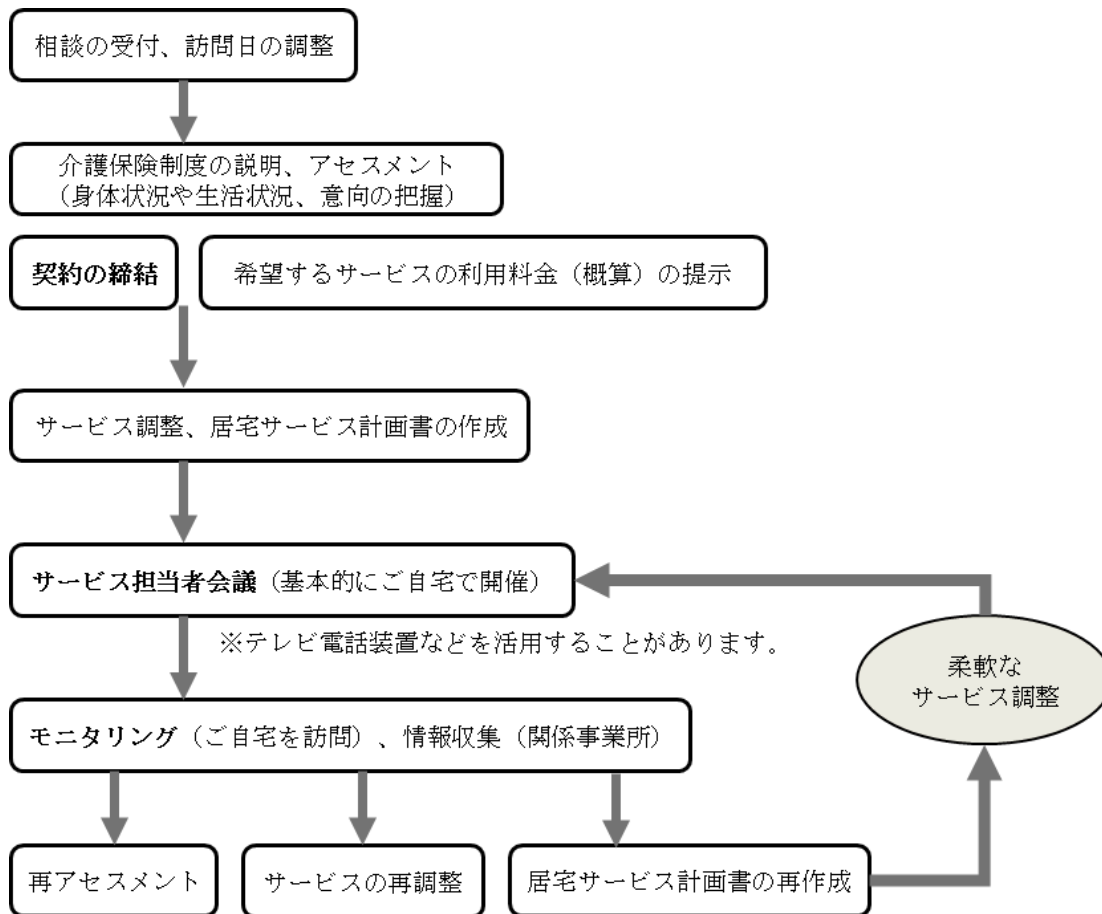 相談の受付、訪問日の調整
介護保険制度の説明、アセスメント
（身体状況や生活状況、意向の把握）
契約の締結
希望するサービスの利用料金（概算）の提示
サービス調整、居宅サービス計画書の作成
サービス担当者会議（基本的にご自宅で開催）
※テレビ電話装置などを活用することがあります。
柔軟な
サービス調整
モニタリング（ご自宅を訪問）、情報収集（関係事業所）
再アセスメント
サービスの再調整
居宅サービス計画書の再作成